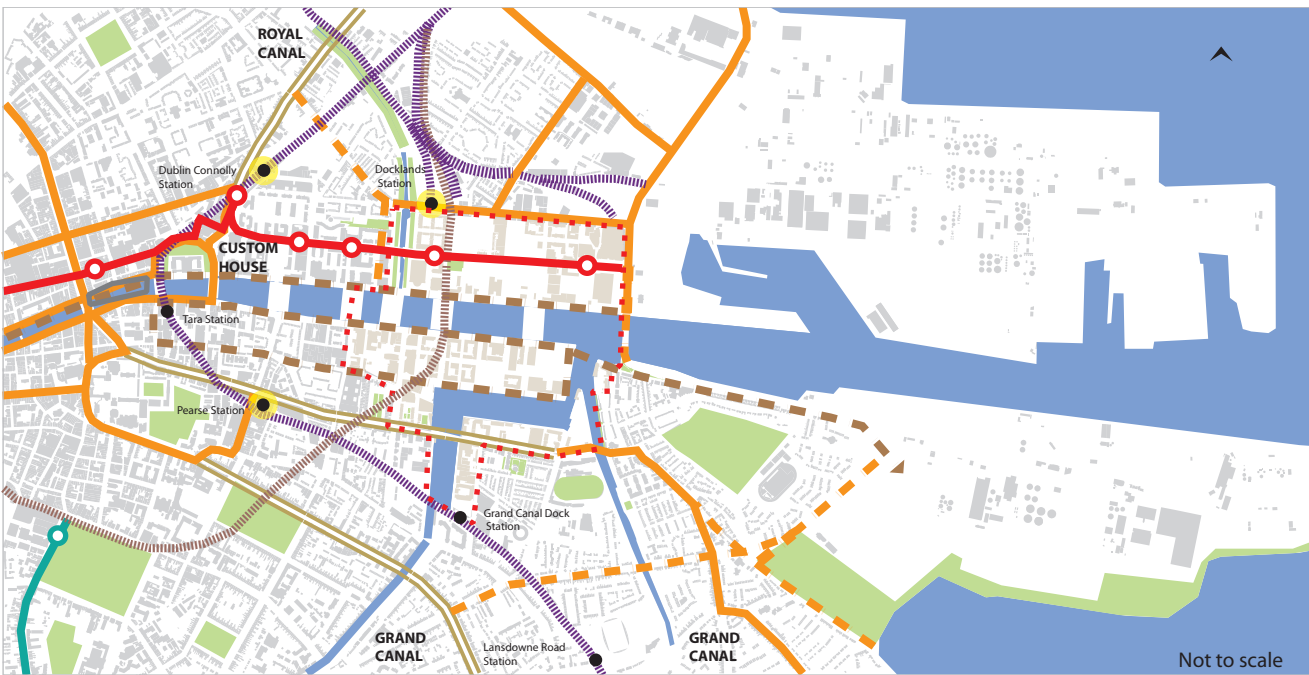 ROYAL
CANAL
Dublin Connolly
Station
Docklands
Station
CUSTOM
HOUSE
Tara Station
Pearse Station
Grand Canal Dock
Station
GRAND
CANAL
Lansdowne Road
Station
GRAND
CANAL
Not to scale